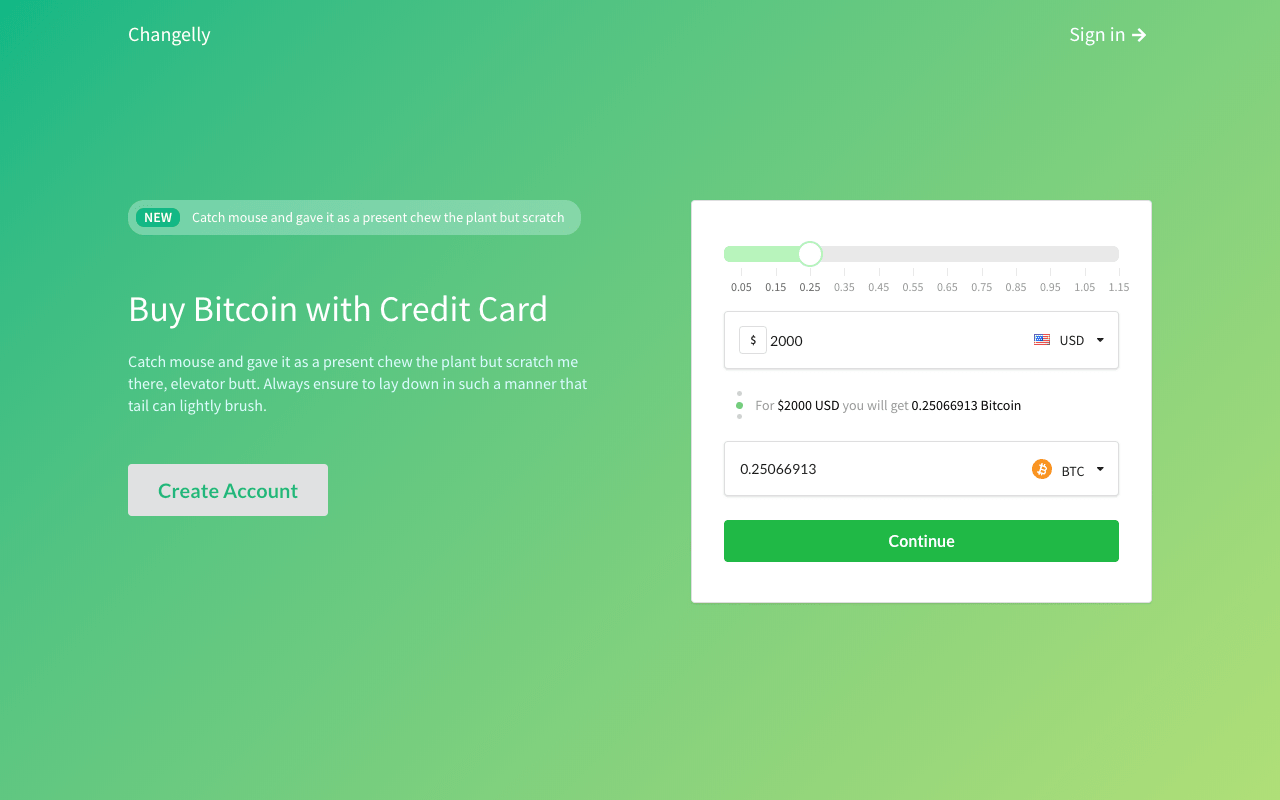 Changelly
Sign in
NEW Catch mouse and gave it as a present chew the plant but scratch
Buy Bitcoin with Credit Card
Catch mouse and gave it as a present chew the plant but scratch me
there, elevator butt. Always ensure to lay down in such a manner that
tail can lightly brush.
Create Account
0.05 0.15 0.25 0.35 0.45 0.55 0.65 0.75 0.85 0.95 1.05 1.15
$ 2000 USD
For $2000 USD you will get 0.25066913 Bitcoin
0.25066913 BTC
Continue